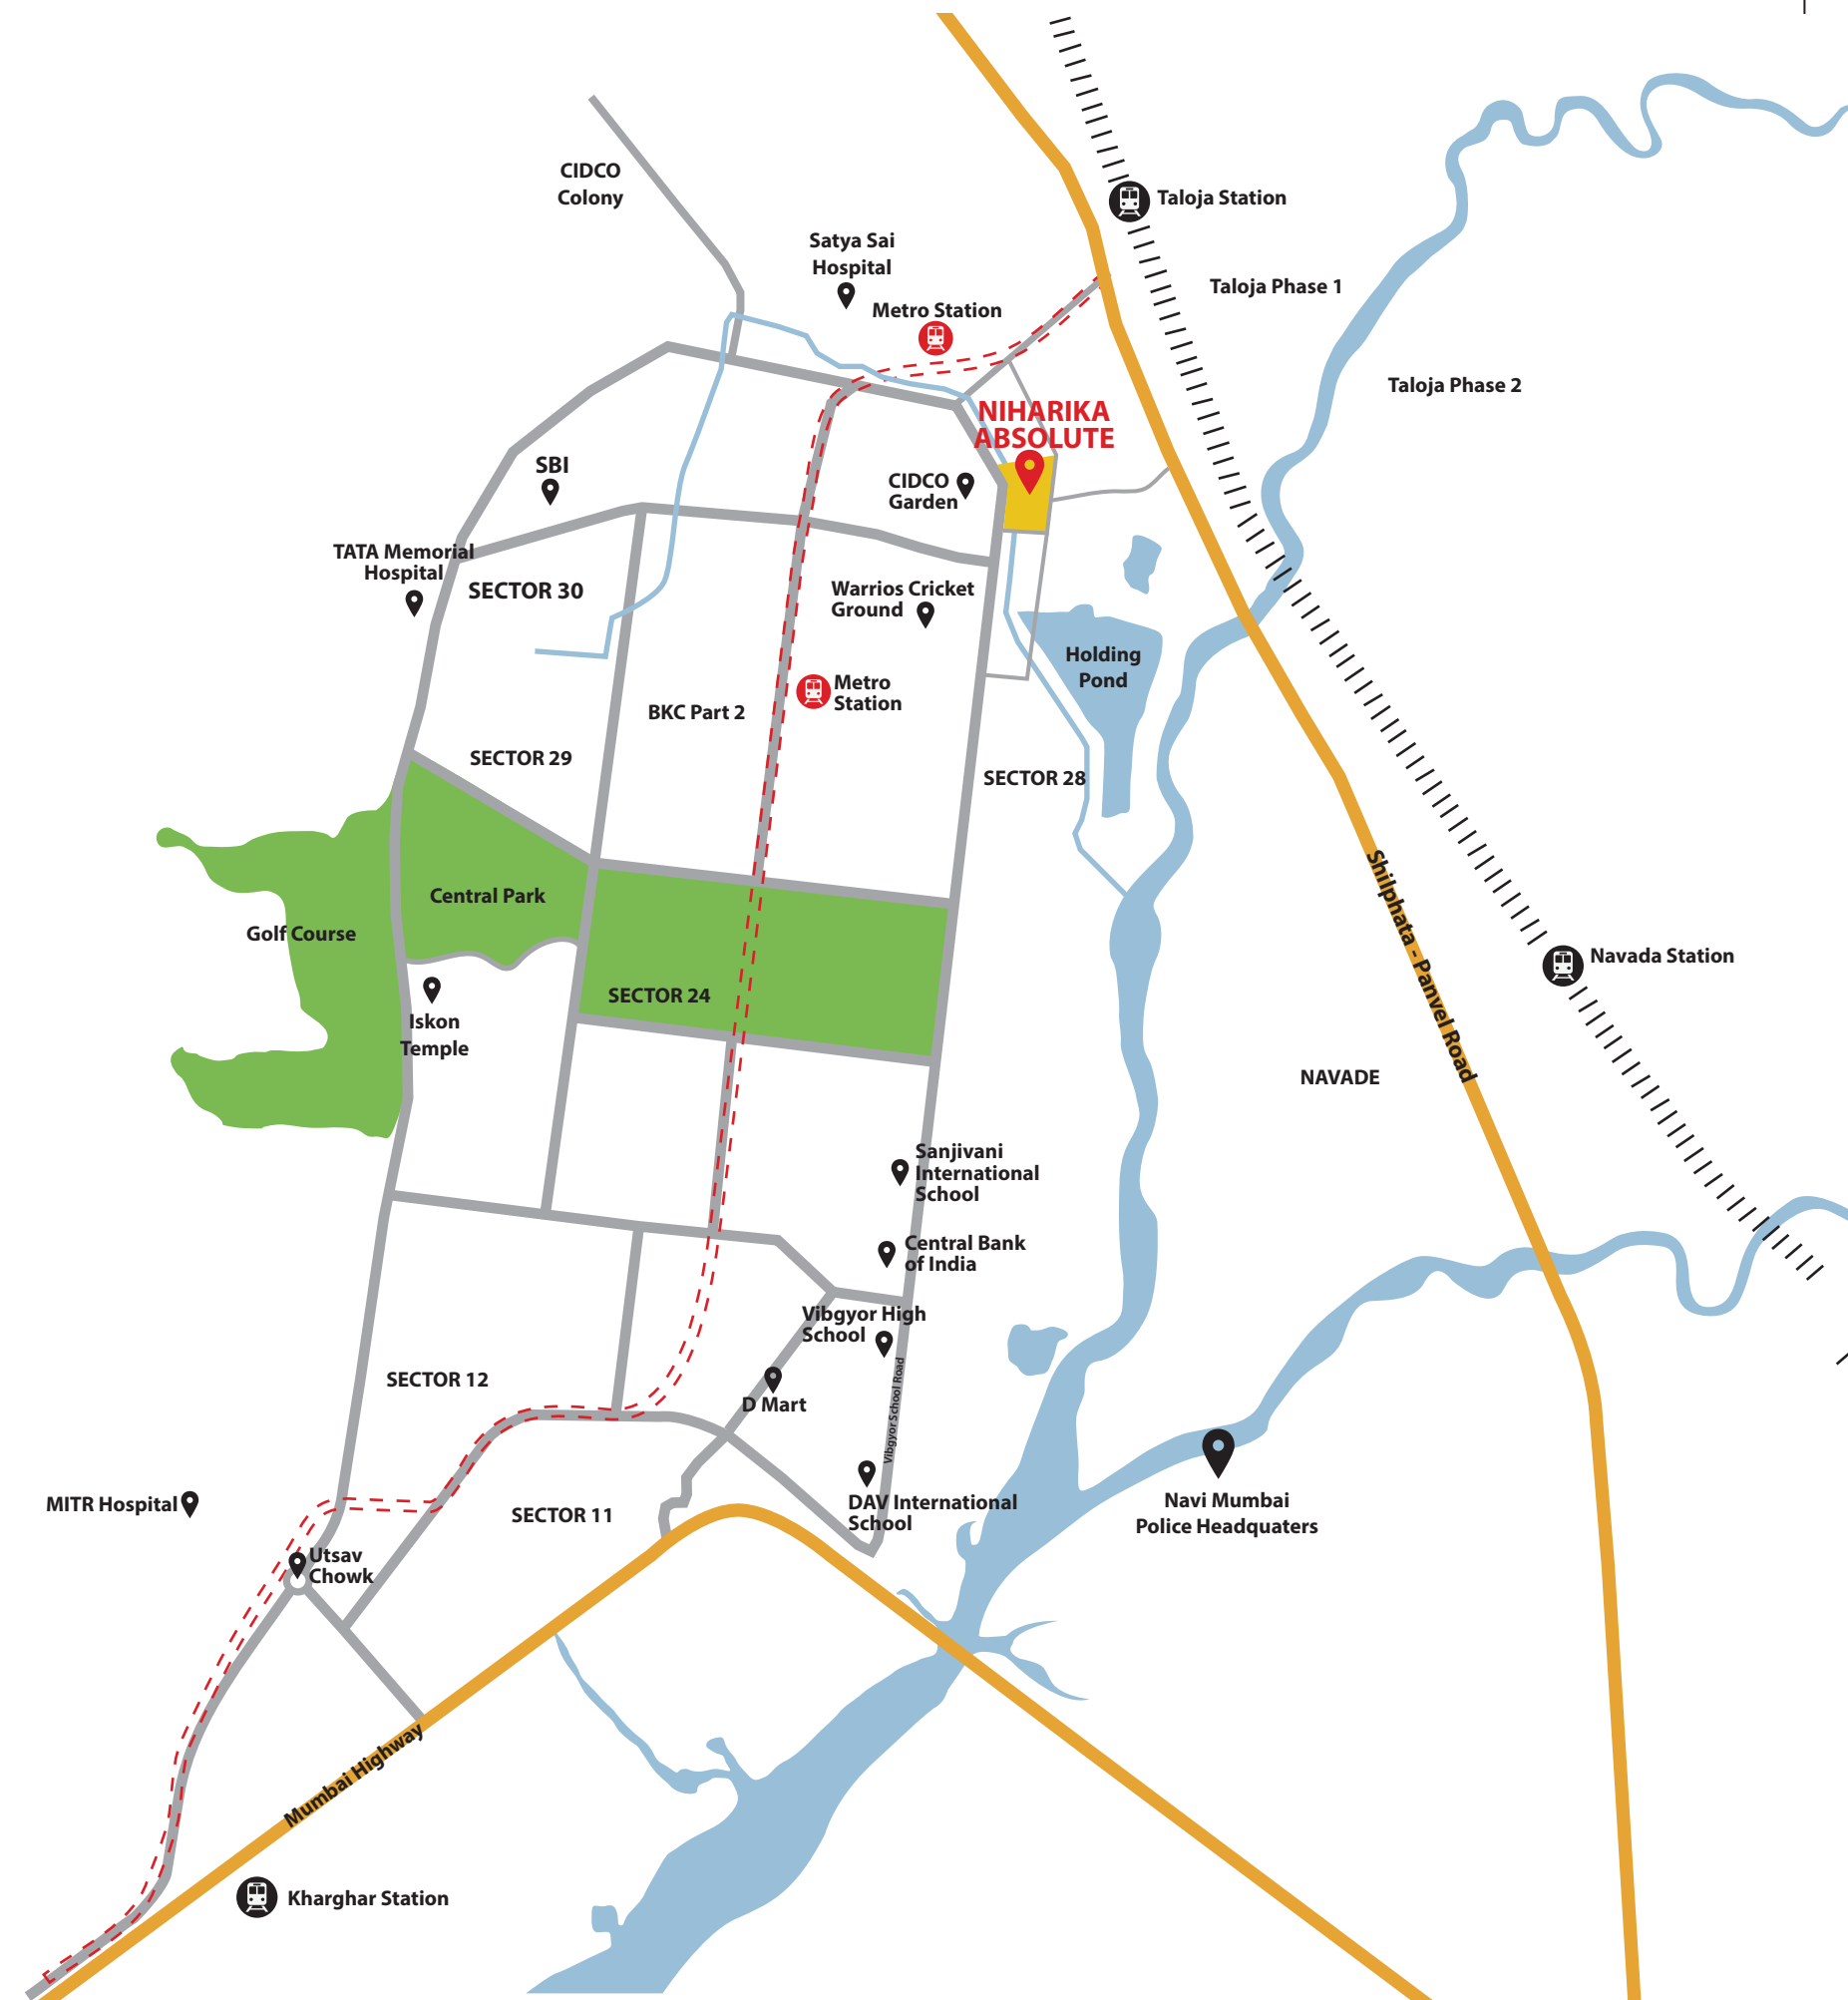 CIDCO
Colony
Satya Sai
Hospital
Metro Station
Taloja Station
Taloja Phase 1
Taloja Phase 2
NIHARIKA
ABSOLUTE
SBI
CIDCO
Garden
TATA Memorial
Hospital
SECTOR 30
Warrios Cricket
Ground
Holding
Pond
Metro
Station
BKC Part 2
SECTOR 29
SECTOR 28
Central Park
Golf Course
Shilphata - Panvel Road
Navada Station
SECTOR 24
Iskon
Temple
NAVADE
Sanjivani
International
School
Central Bank
of India
Vibgyor High
School
Vibgyor School Road
SECTOR 12
D Mart
MITR Hospital
SECTOR 11
DAV International
School
Navi Mumbai
Police Headquaters
Utsav
Chowk
Mumbai Highway
Kharghar Station